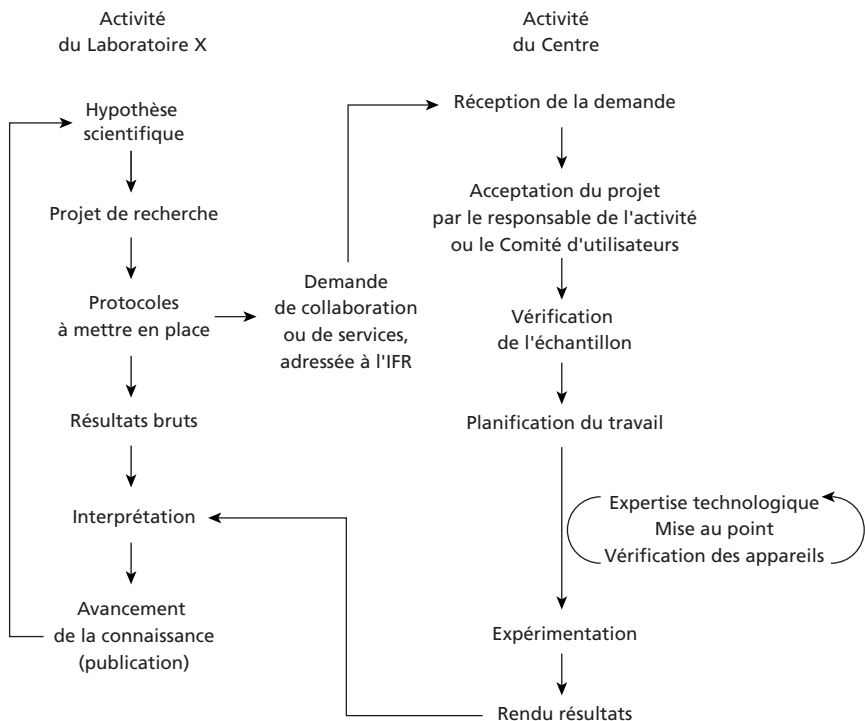 Activité
du Laboratoire X
Hypothèse
scientifique
Projet de recherche
Protocoles
à mettre en place
Résultats bruts
Interprétation
Avancement
de la connaissance
(publication)
Demande
de collaboration
ou de services,
adressée à l'IFR
Activité
du Centre
Réception de la demande
Acceptation du projet
par le responsable de l'activité
ou le Comité d'utilisateurs
Vérification
de l'échantillon
Planification du travail
Expertise technologique
Mise au point
Vérification des appareils
Expérimentation
Rendu résultats